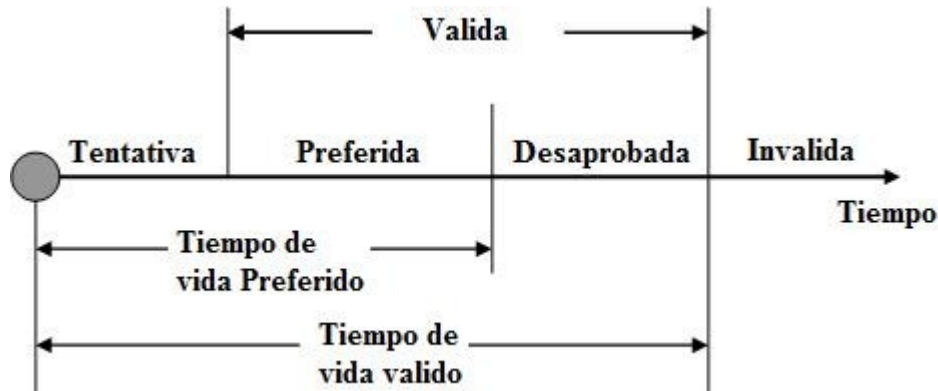 Valida
Tentativa Preferida Desaprobada Invalida
Tiempo
Tiempo de
vida Preferido
Tiempo de
vida valido